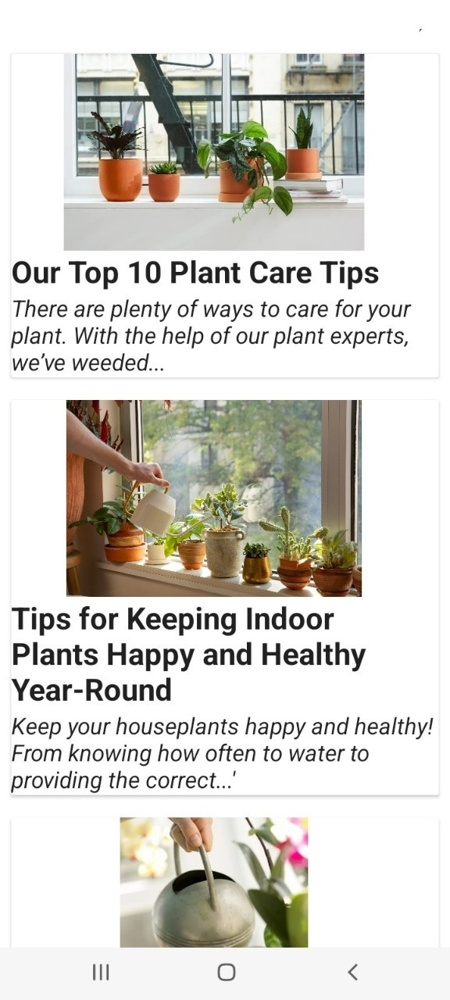 Our Top 10 Plant Care Tips
There are plenty of ways to care for your
plant. With the help of our plant experts,
we’ve weeded...
Tips for Keeping Indoor
Plants Happy and Healthy
Year-Round
Keep your houseplants happy and healthy!
From knowing how often to water to
providing the correct...'